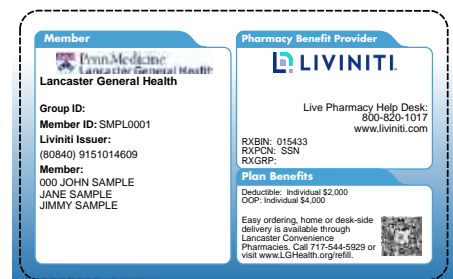 Member
Penn Medicine
Lancaster General Health
Lancaster General Health
Group ID:
Member ID: SMPL0001
Liviniti Issuer:
(80840) 9151014609
Member:
000 JOHN SAMPLE
JANE SAMPLE
JIMMY SAMPLE
Pharmacy Benefit Provider
LIVINITI
Live Pharmacy Help Desk:
800-820-1017
www.liviniti.com
RXBIN: 015433
RXPCN: SSN
RXGRP:
Plan Benefits
Deductible: Individual $2,000
OOP: Individual $4,000
Easy ordering, home or desk-side
delivery is available through
Lancaster Convenience
Pharmacies. Call 717-544-5929 or
visit www.LGHealth.org/refill.